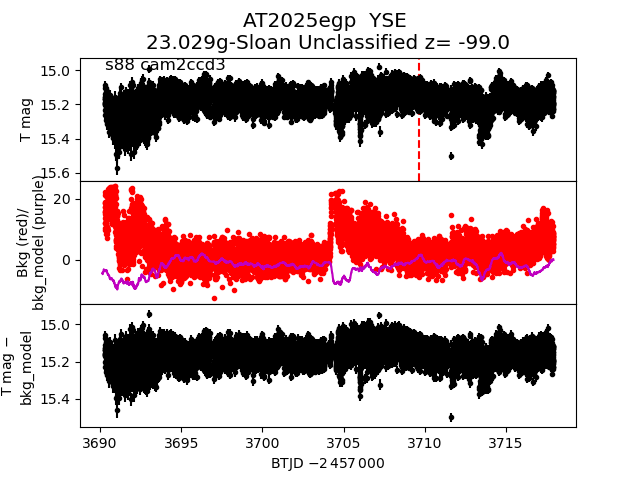 AT2025egp  YSE
23.029g-Sloan Unclassified z= -99.0
s88 cam2ccd3
15.0
15.2
15.4
15.6
T mag
20
0
Bkg (red)/
bkg_model (purple)
15.0
15.2
15.4
T mag −
bkg_model
3690
3695
3700
3705
3710
3715
BTJD −2 457 000